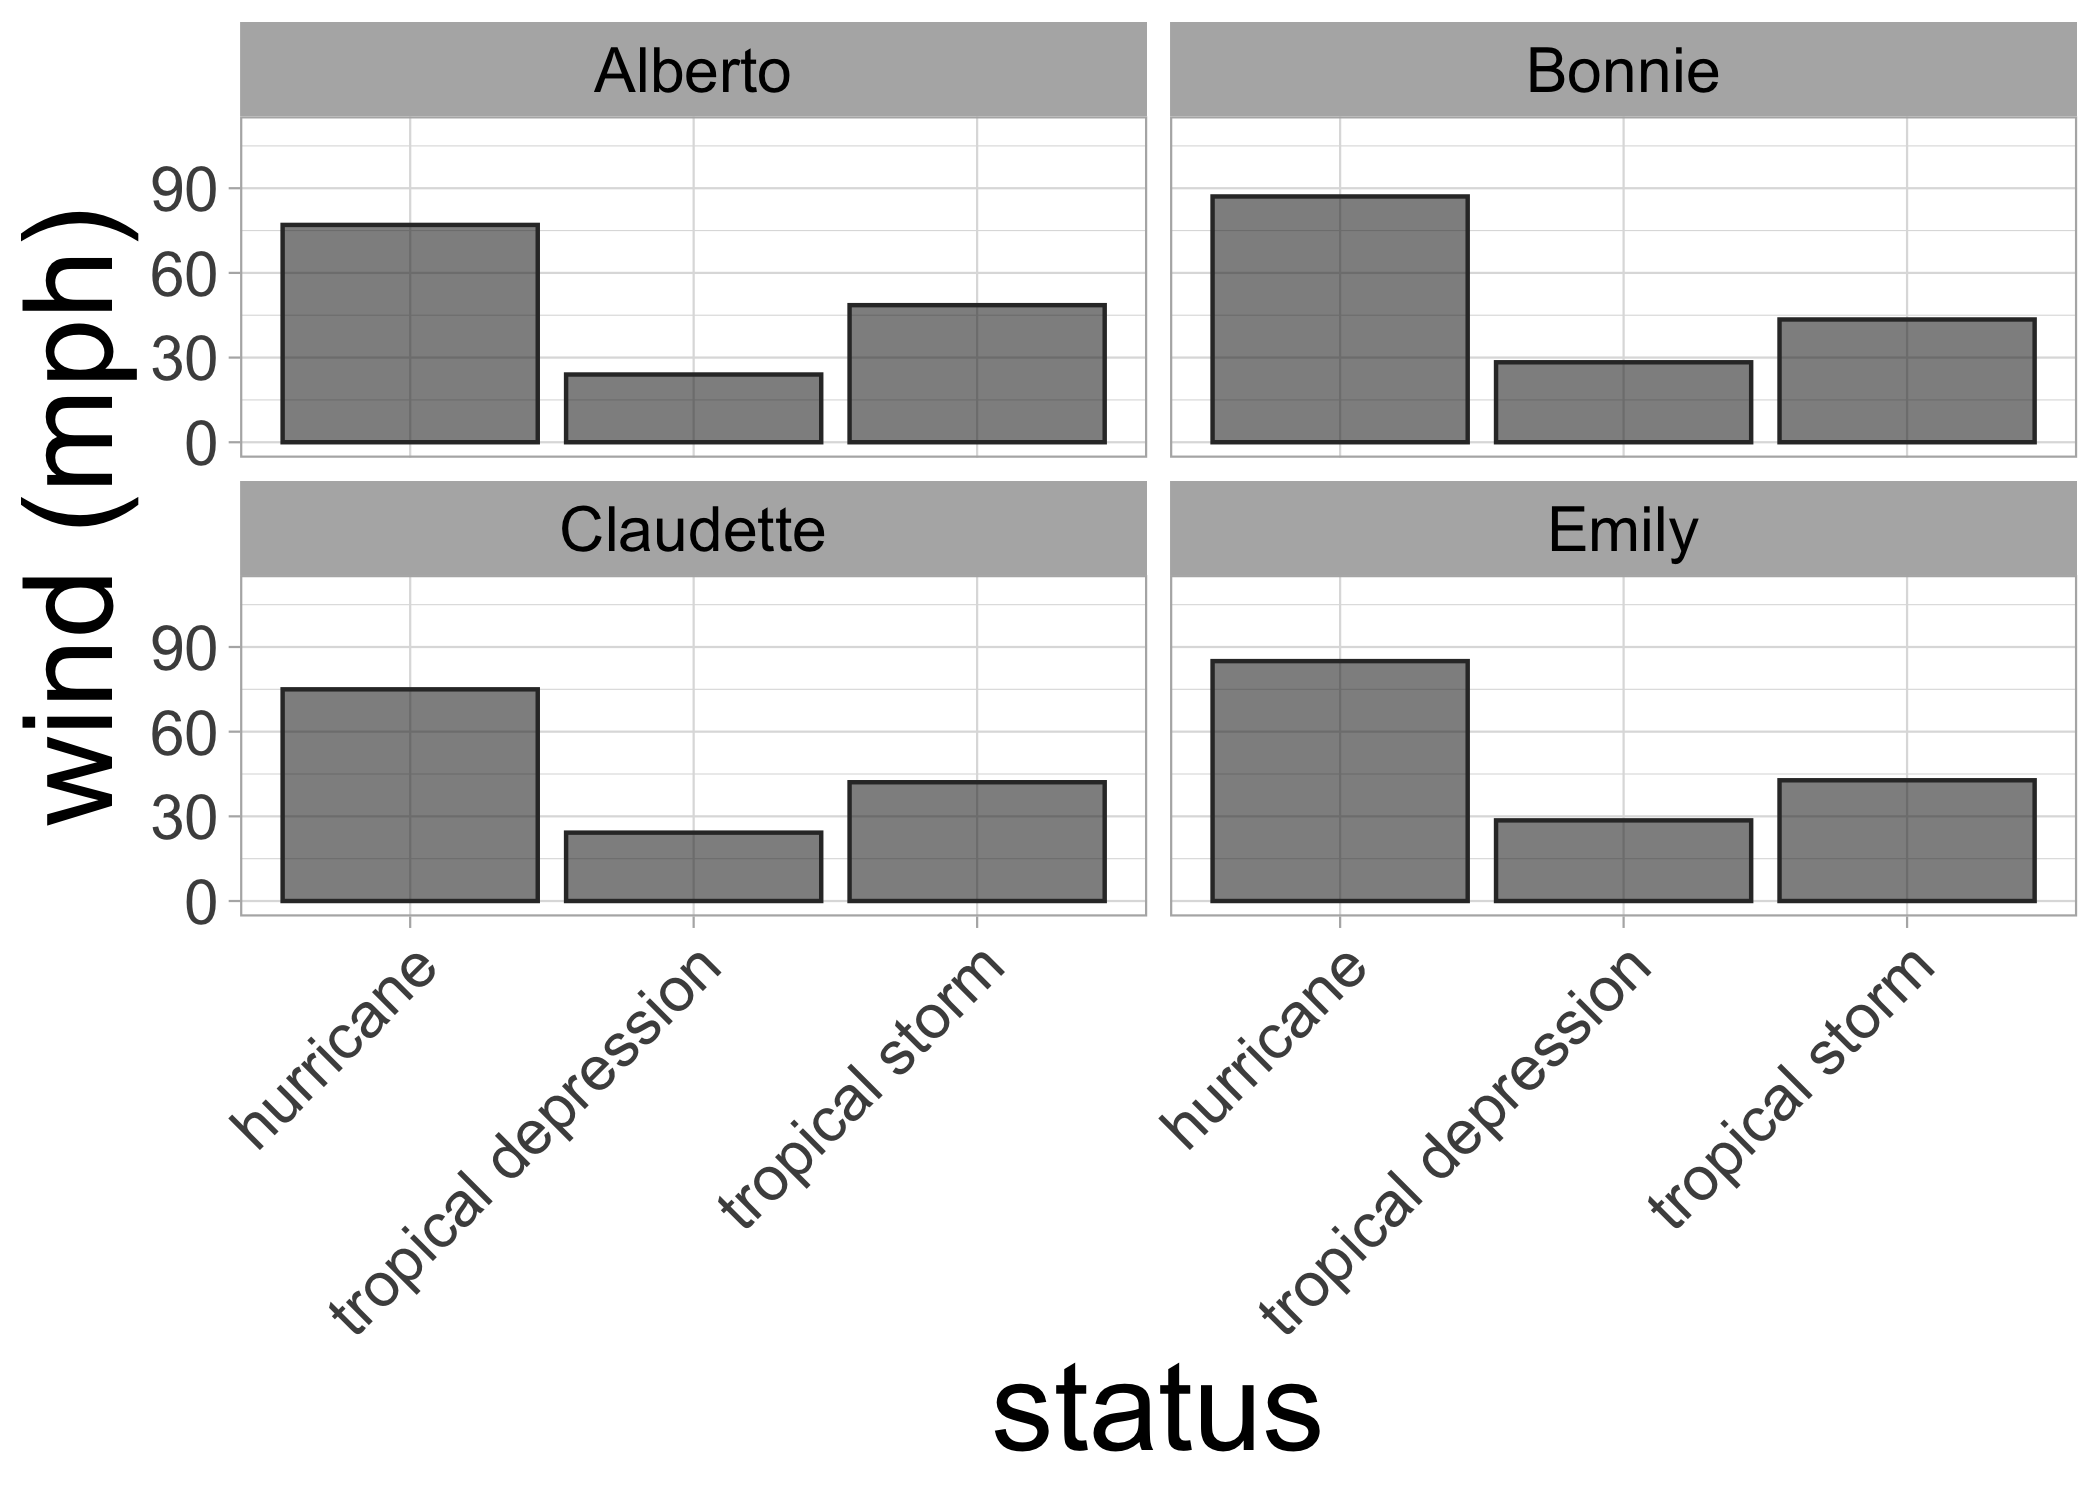 Alberto
Bonnie
90
60
30
0
Claudette
Emily
90
60
30
0
wind (mph)
hurricane
tropical depression
tropical storm
hurricane
tropical depression
tropical storm
status